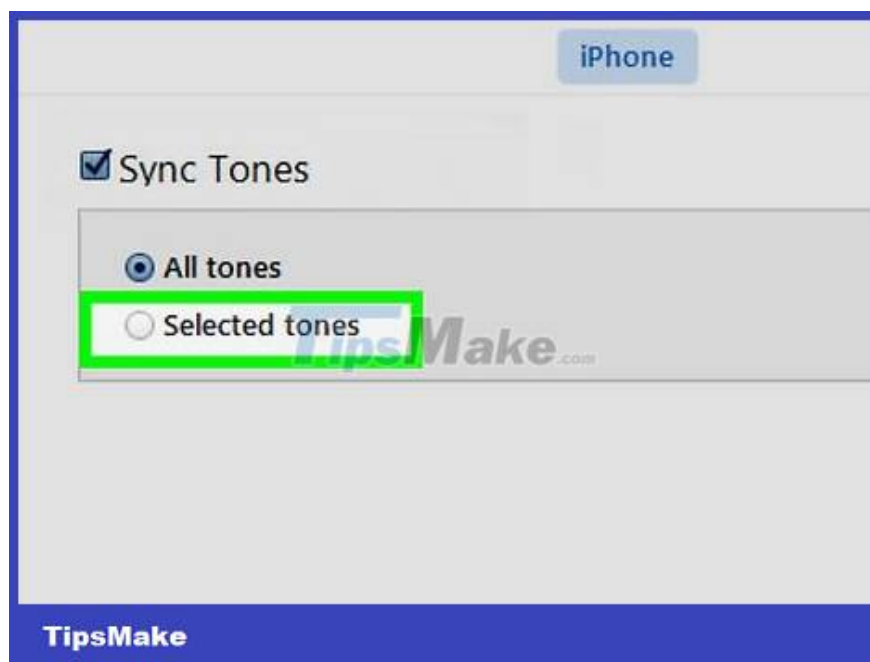 iPhone
Sync Tones
All tones
Selected tones
TipsMake.com
TipsMake